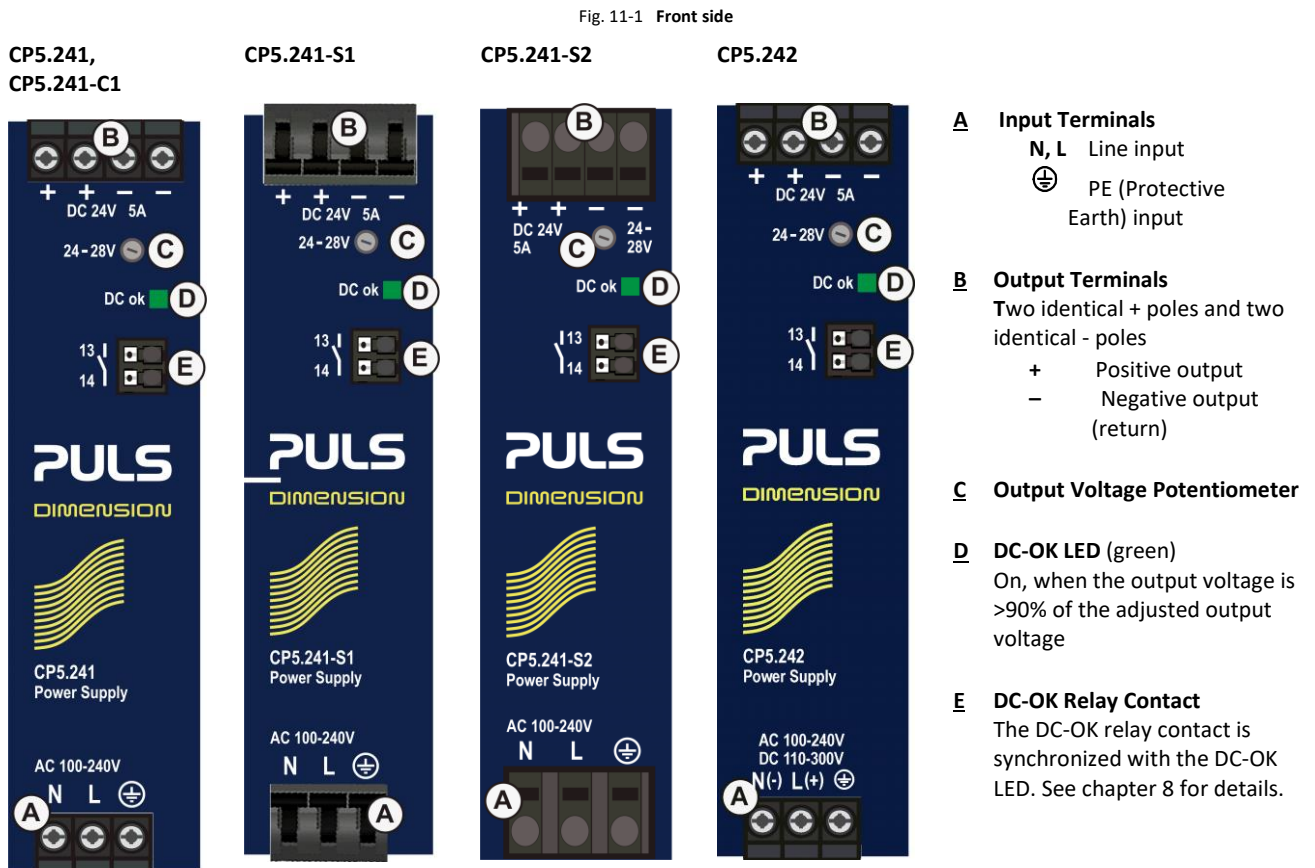 Fig. 11-1 Front side
CP5.241,
CP5.241-C1
B
+ + − −
DC 24V 5A
24-28V
C
DC ok
D
13
14
E
PULS
DIMENSION
CP5.241
Power Supply
AC 100-240V
N L
A
CP5.241-S1
B
+ + − −
DC 24V 5A
24-28V
C
DC ok
D
13
14
E
PULS
DIMENSION
CP5.241-S1
Power Supply
AC 100-240V
N L
A
CP5.241-S2
B
+ + − −
DC 24V 24-
5A 28V
C
DC ok
D
13
14
E
PULS
DIMENSION
CP5.241-S2
Power Supply
AC 100-240V
N L
A
CP5.242
B
+ + − −
DC 24V 5A
24-28V
C
DC ok
D
13
14
E
PULS
DIMENSION
CP5.242
Power Supply
AC 100-240V
DC 110-300V
N(-) L(+)
A
A Input Terminals
N, L Line input
PE (Protective
Earth) input
B Output Terminals
Two identical + poles and two
identical - poles
+ Positive output
– Negative output
(return)
C Output Voltage Potentiometer
D DC-OK LED (green)
On, when the output voltage is
>90% of the adjusted output
voltage
E DC-OK Relay Contact
The DC-OK relay contact is
synchronized with the DC-OK
LED. See chapter 8 for details.